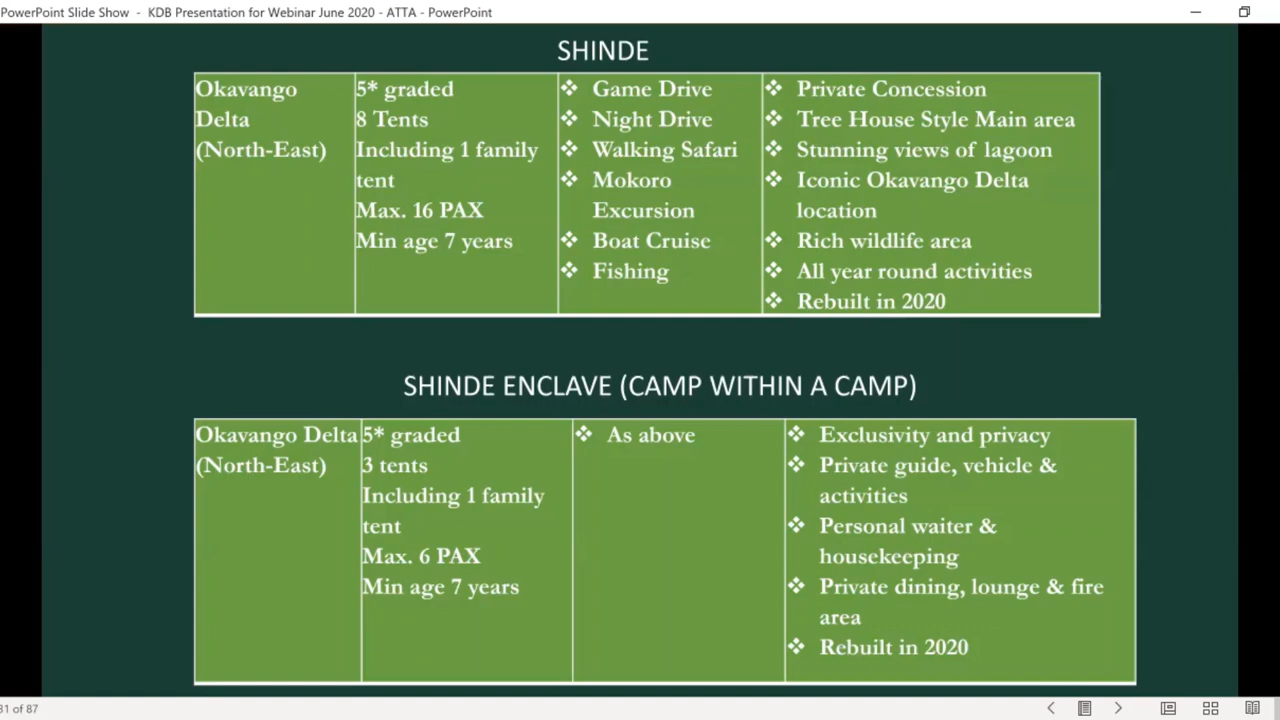 PowerPoint Slide Show - KDB Presentation for Webinar June 2020 - ATTA - PowerPoint
SHINDE
Okavango
Delta
(North-East)
5* graded
8 Tents
Including 1 family
tent
Max. 16 PAX
Min age 7 years
❖ Game Drive
❖ Night Drive
❖ Walking Safari
❖ Mokoro
Excursion
❖ Boat Cruise
❖ Fishing
❖ Private Concession
❖ Tree House Style Main area
❖ Stunning views of lagoon
❖ Iconic Okavango Delta
location
❖ Rich wildlife area
❖ All year round activities
❖ Rebuilt in 2020
SHINDE ENCLAVE (CAMP WITHIN A CAMP)
Okavango Delta
(North-East)
5* graded
3 tents
Including 1 family
tent
Max. 6 PAX
Min age 7 years
❖ As above
❖ Exclusivity and privacy
❖ Private guide, vehicle &
activities
❖ Personal waiter &
housekeeping
❖ Private dining, lounge & fire
area
❖ Rebuilt in 2020
31 of 87